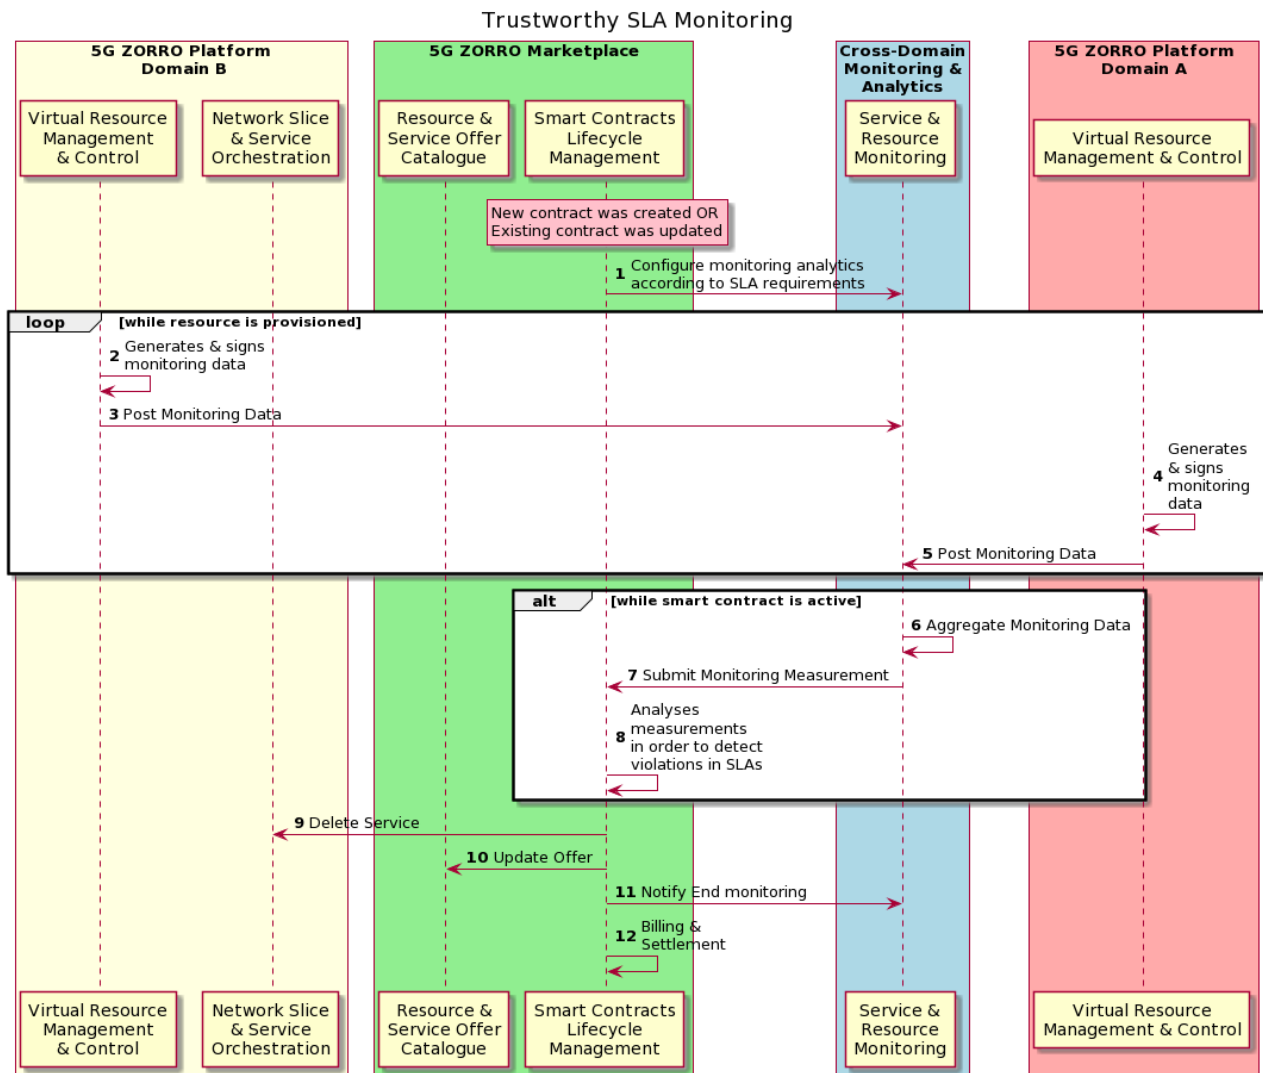 Trustworthy SLA Monitoring
5G ZORRO Platform
Domain B
5G ZORRO Marketplace
Cross-Domain
Monitoring &
Analytics
5G ZORRO Platform
Domain A
Virtual Resource
Management
& Control
Network Slice
& Service
Orchestration
Resource &
Service Offer
Catalogue
Smart Contracts
Lifecycle
Management
Service &
Resource
Monitoring
Virtual Resource
Management & Control
New contract was created OR
Existing contract was updated
1 Configure monitoring analytics
according to SLA requirements
loop [while resource is provisioned]
2 Generates & signs
monitoring data
3 Post Monitoring Data
4 Generates
& signs
monitoring
data
5 Post Monitoring Data
alt [while smart contract is active]
6 Aggregate Monitoring Data
7 Submit Monitoring Measurement
8 Analyses
measurements
in order to detect
violations in SLAs
9 Delete Service
10 Update Offer
11 Notify End monitoring
12 Billing &
Settlement
Virtual Resource
Management
& Control
Network Slice
& Service
Orchestration
Resource &
Service Offer
Catalogue
Smart Contracts
Lifecycle
Management
Service &
Resource
Monitoring
Virtual Resource
Management & Control